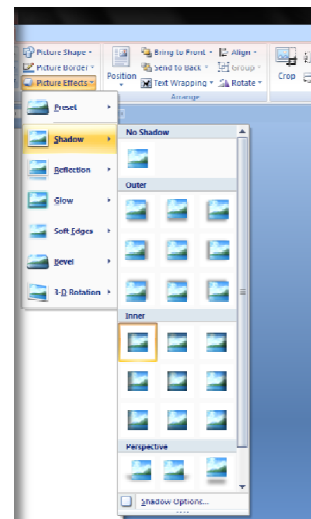 Picture Shape
Picture Border
Picture Effects
Position
Bring to Front
Send to Back
Text Wrapping
Align
Group
Rotate
Arrange
Crop
Preset
Shadow
Reflection
Glow
Soft Edges
Bevel
3-D Rotation
No Shadow
Outer
Inner
Perspective
Shadow Options...